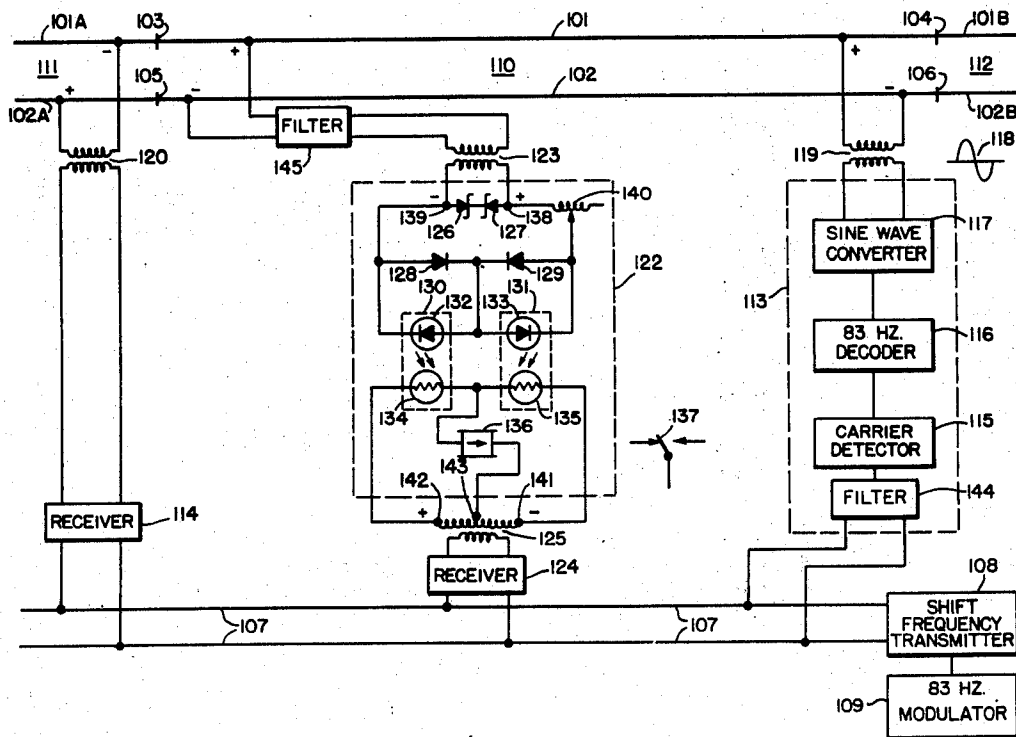 101A
103
101
104
101B
-
+
+
111
110
112
+
105
-
102
-
106
102A
102B
FILTER
145
120
123
119
118
-
+
140
139
126
127
138
128
129
122
130
132
133
131
134
135
136
137
143
142
141
+
-
125
SINE WAVE
CONVERTER
117
113
83 HZ.
DECODER
116
CARRIER
DETECTOR
115
FILTER
144
RECEIVER
114
RECEIVER
124
108
107
107
SHIFT
FREQUENCY
TRANSMITTER
109
83 HZ.
MODULATOR